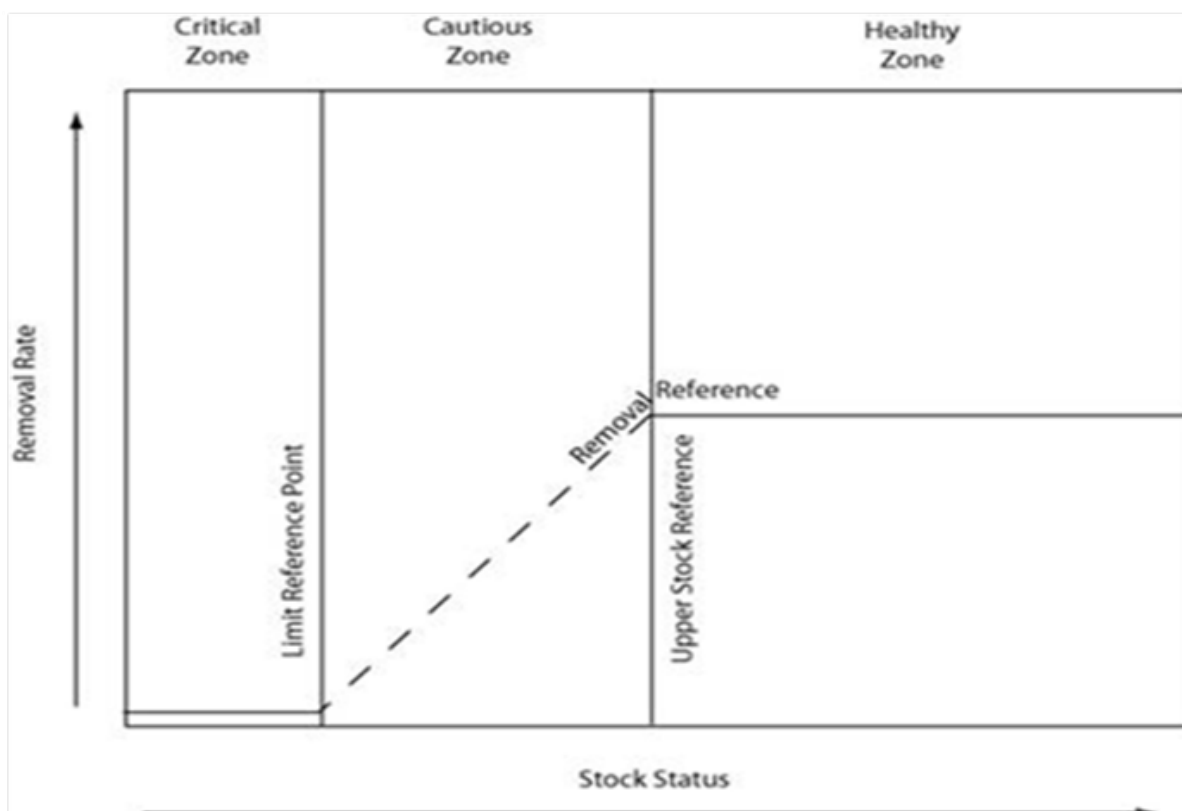 Critical
Zone
Cautious
Zone
Healthy
Zone
Removal Rate
Limit Reference Point
Removal
Reference
Upper Stock Reference
Stock Status